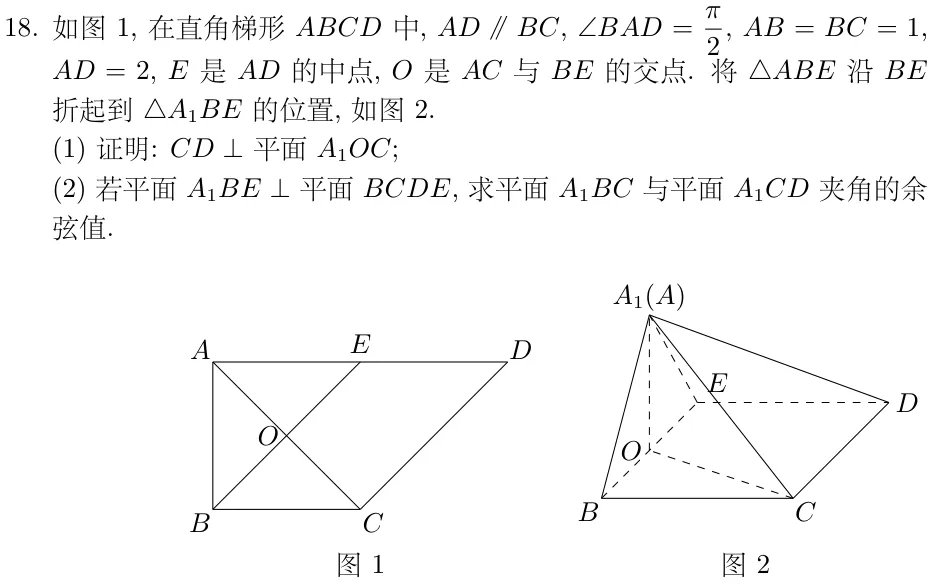 18. 如图 1, 在直角梯形 ABCD 中, AD ∥ BC, ∠BAD = π/2, AB = BC = 1,
AD = 2, E 是 AD 的中点, O 是 AC 与 BE 的交点. 将 △ABE 沿 BE
折起到 △A₁BE 的位置, 如图 2.
(1) 证明: CD ⊥ 平面 A₁OC;
(2) 若平面 A₁BE ⊥ 平面 BCDE, 求平面 A₁BC 与平面 A₁CD 夹角的余
弦值.
A E D
O
B C
图 1
A₁(A)
E
D
O
B C
图 2